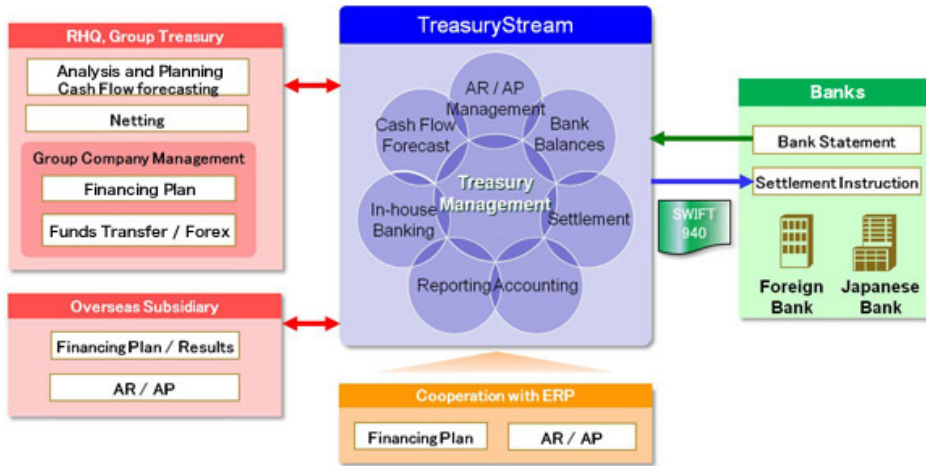 RHQ, Group Treasury
Analysis and Planning
Cash Flow forecasting
Netting
Group Company Management
Financing Plan
Funds Transfer / Forex
Overseas Subsidiary
Financing Plan / Results
AR / AP
TreasuryStream
AR / AP
Management
Cash Flow
Forecast
Bank
Balances
Treasury
Management
In-house
Banking
Settlement
Reporting
Accounting
Cooperation with ERP
Financing Plan
AR / AP
SWIFT
940
Banks
Bank Statement
Settlement Instruction
Foreign
Bank
Japanese
Bank